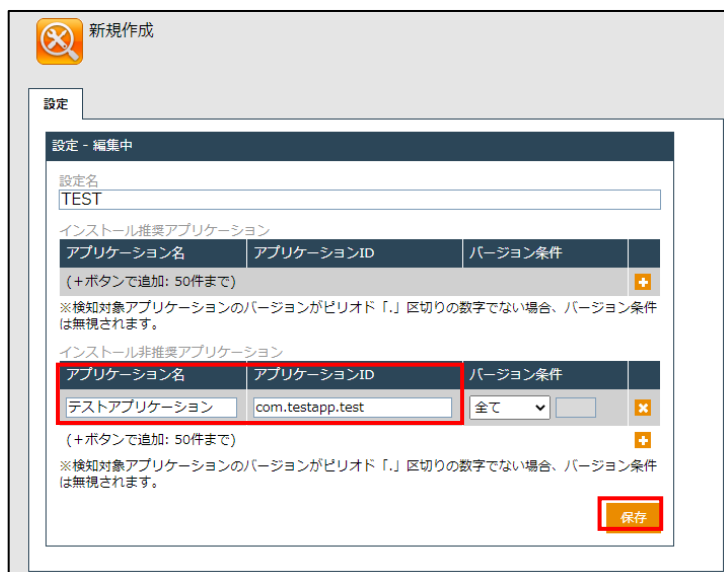 新規作成
設定
設定 - 編集中
設定名
TEST
インストール推奨アプリケーション
アプリケーション名 アプリケーションID バージョン条件
(+ボタンで追加: 50件まで)
※検知対象アプリケーションのバージョンがピリオド「.」区切りの数字でない場合、バージョン条件
は無視されます。
インストール非推奨アプリケーション
アプリケーション名 アプリケーションID バージョン条件
テストアプリケーション com.testapp.test 全て
(+ボタンで追加: 50件まで)
※検知対象アプリケーションのバージョンがピリオド「.」区切りの数字でない場合、バージョン条件
は無視されます。
保存